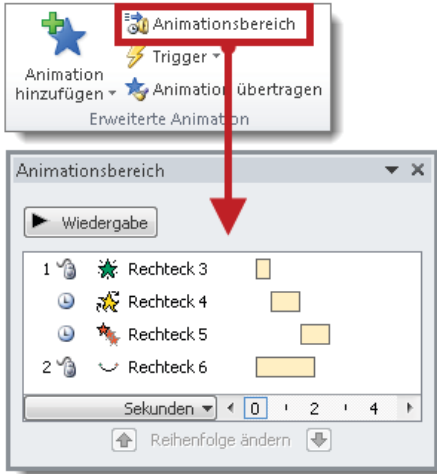 Animationsbereich
Trigger
Animation
hinzufügen
Animation übertragen
Erweiterte Animation
Animationsbereich
Wiedergabe
1 Rechteck 3
Rechteck 4
Rechteck 5
2 Rechteck 6
Sekunden 0 2 4
Reihenfolge ändern